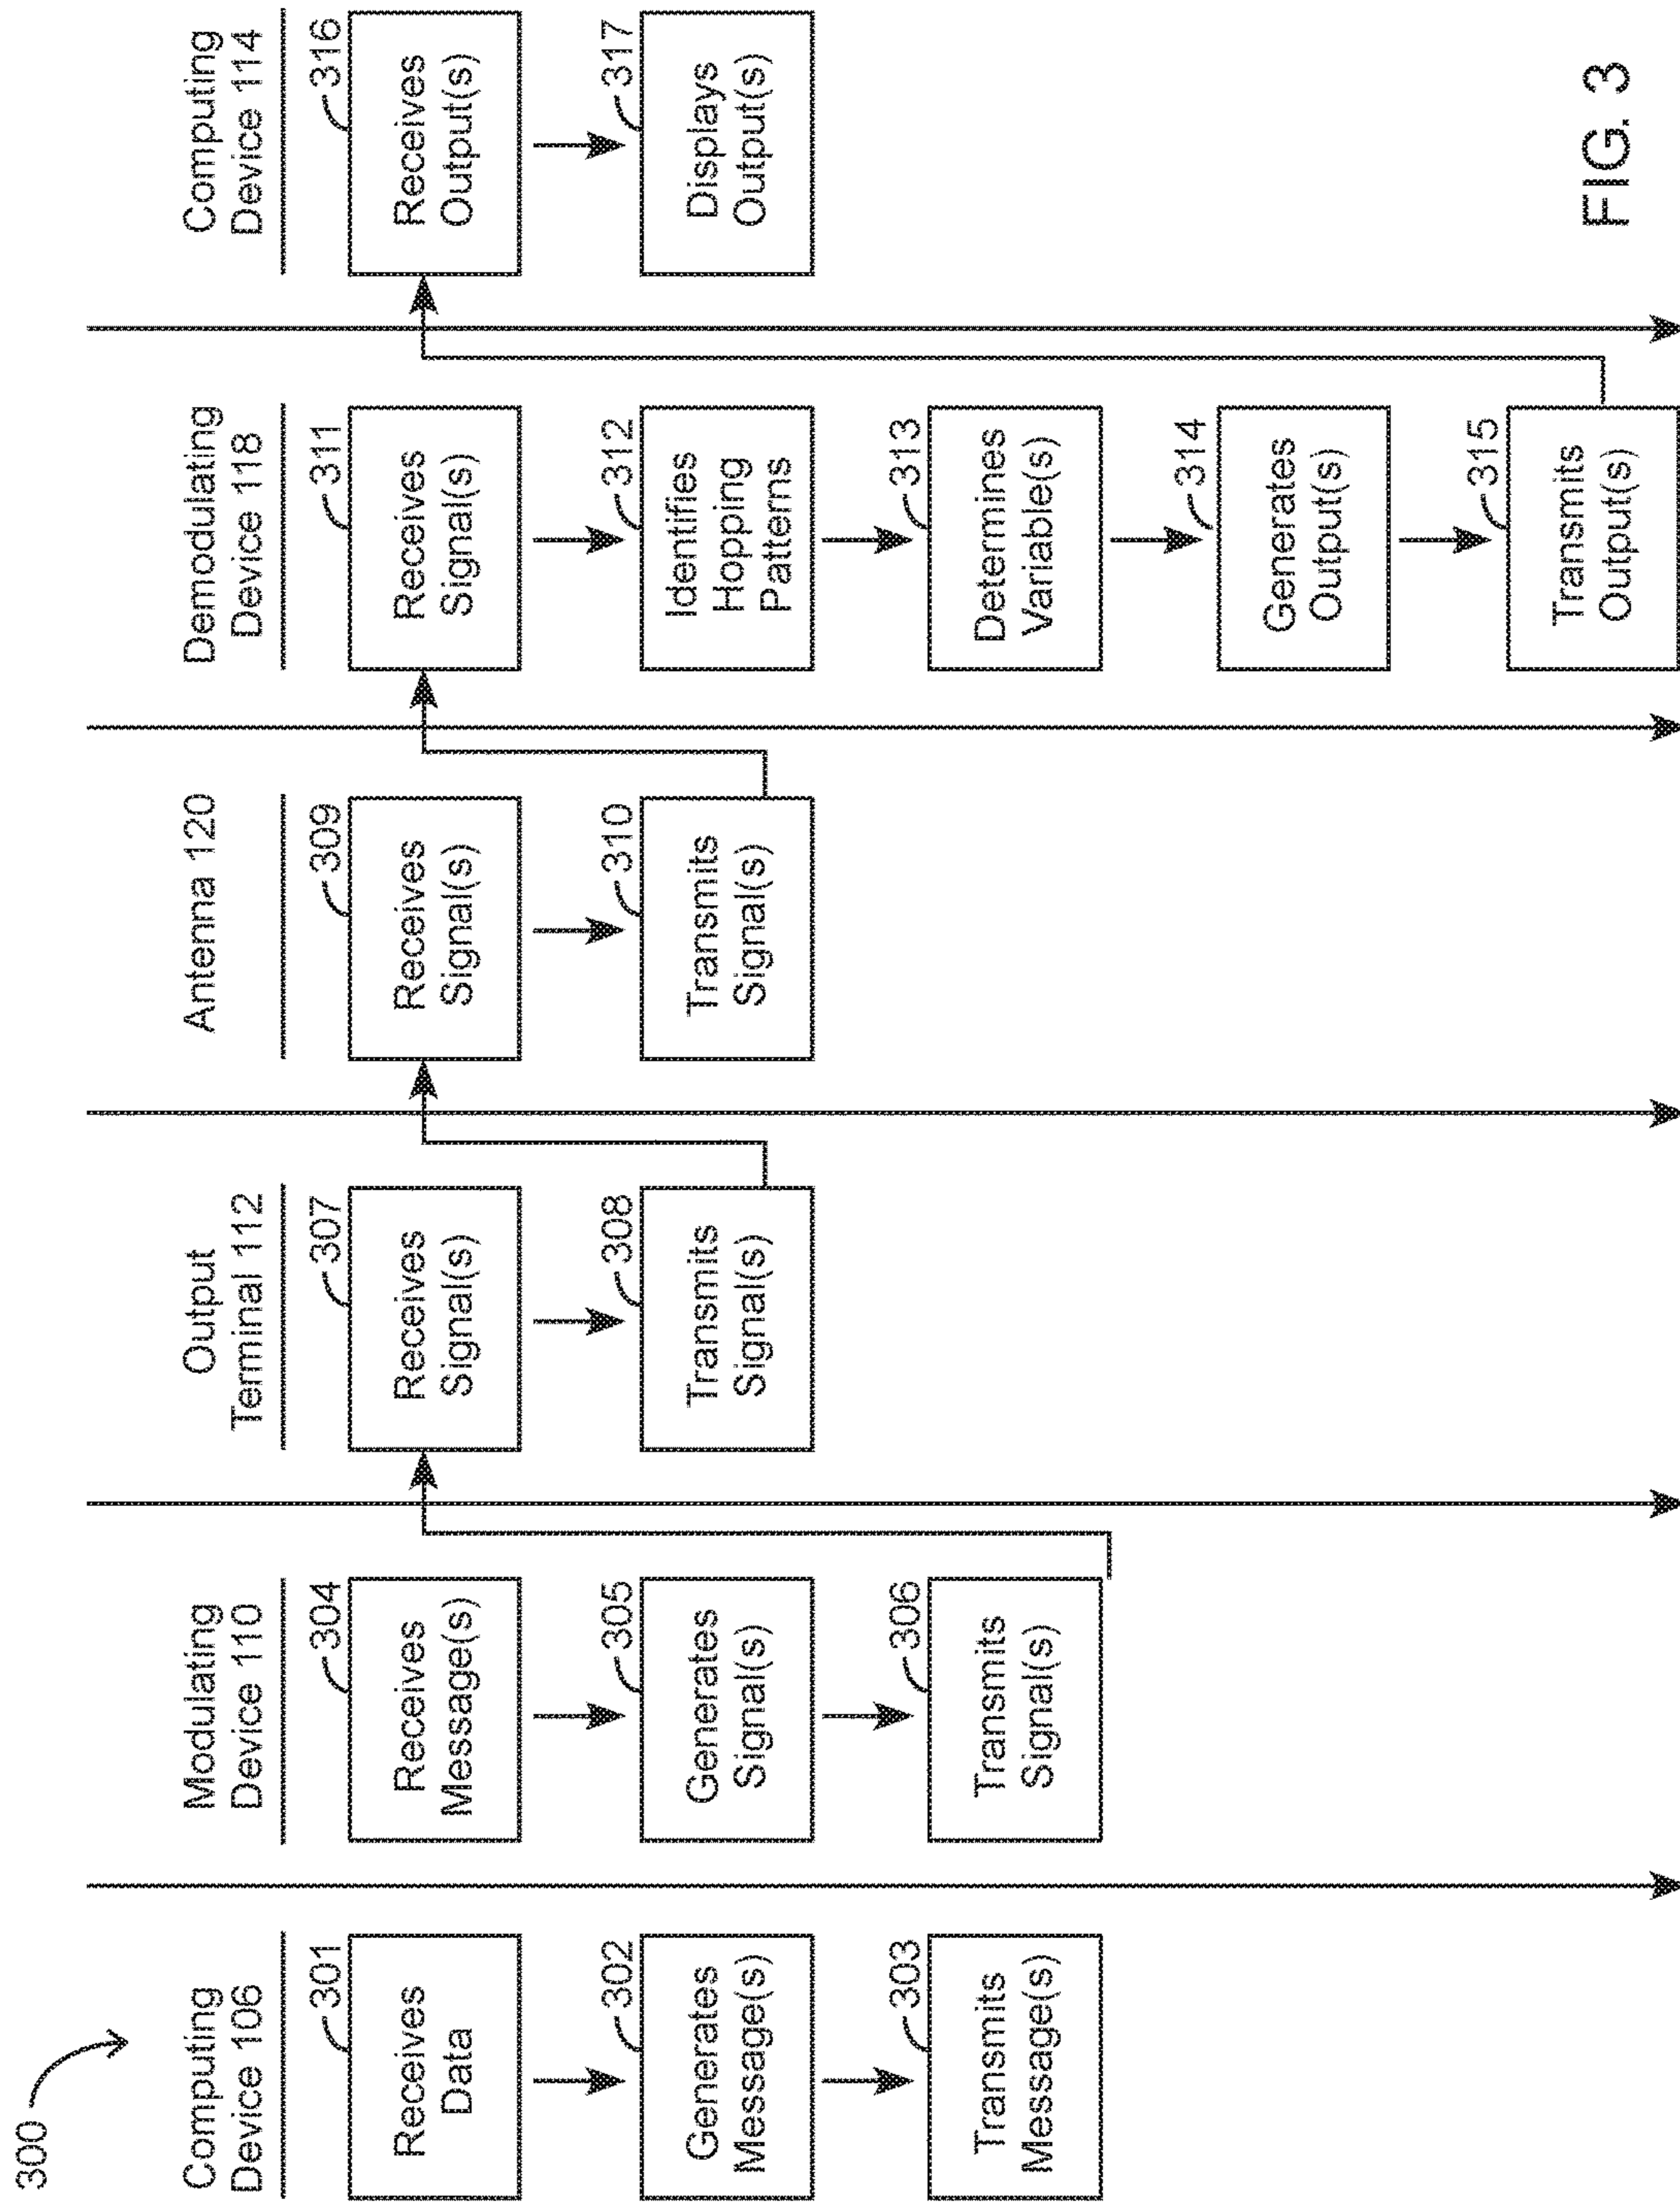 300
Computing
Device 106
301
Receives
Data
302
Generates
Message(s)
303
Transmits
Message(s)
Modulating
Device 110
304
Receives
Message(s)
305
Generates
Signal(s)
306
Transmits
Signal(s)
Output
Terminal 112
307
Receives
Signal(s)
308
Transmits
Signal(s)
Antenna 120
309
Receives
Signal(s)
310
Transmits
Signal(s)
Demodulating
Device 118
311
Receives
Signal(s)
312
Identifies
Hopping
Patterns
313
Determines
Variable(s)
314
Generates
Output(s)
315
Transmits
Output(s)
Computing
Device 114
316
Receives
Output(s)
317
Displays
Output(s)
FIG. 3